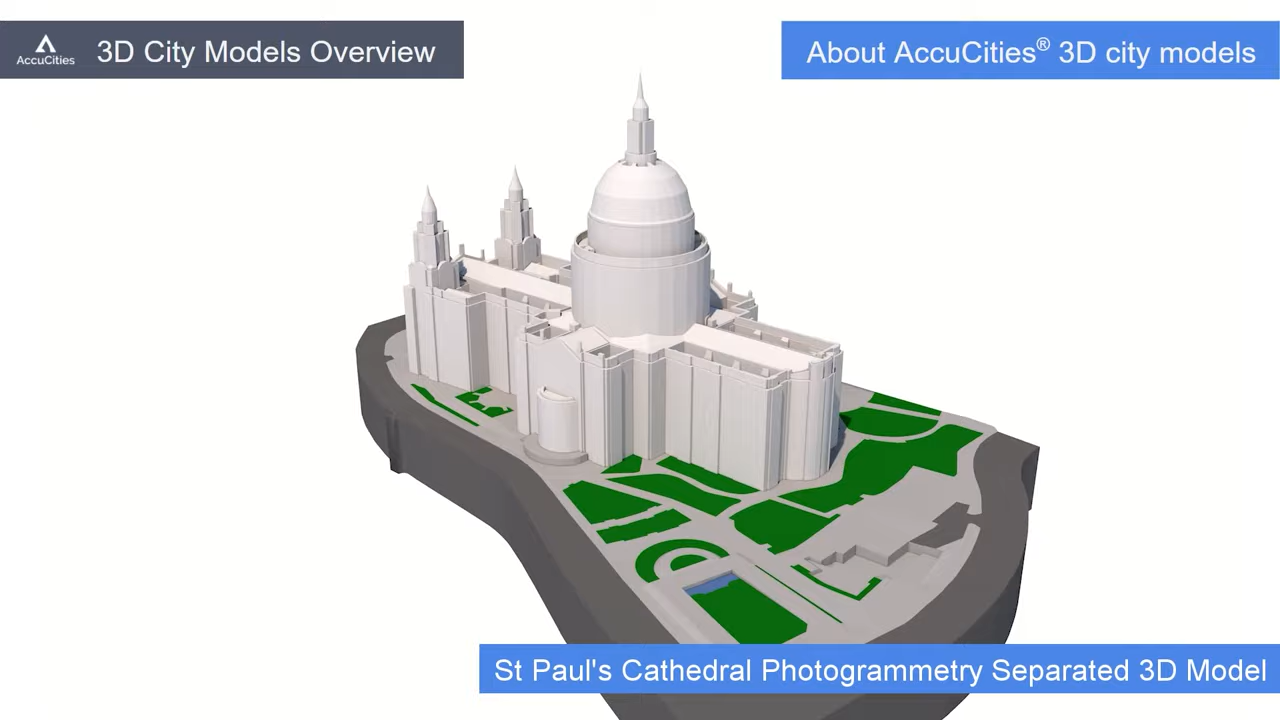 AccuCities
3D City Models Overview
About AccuCities® 3D city models
St Paul's Cathedral Photogrammetry Separated 3D Model